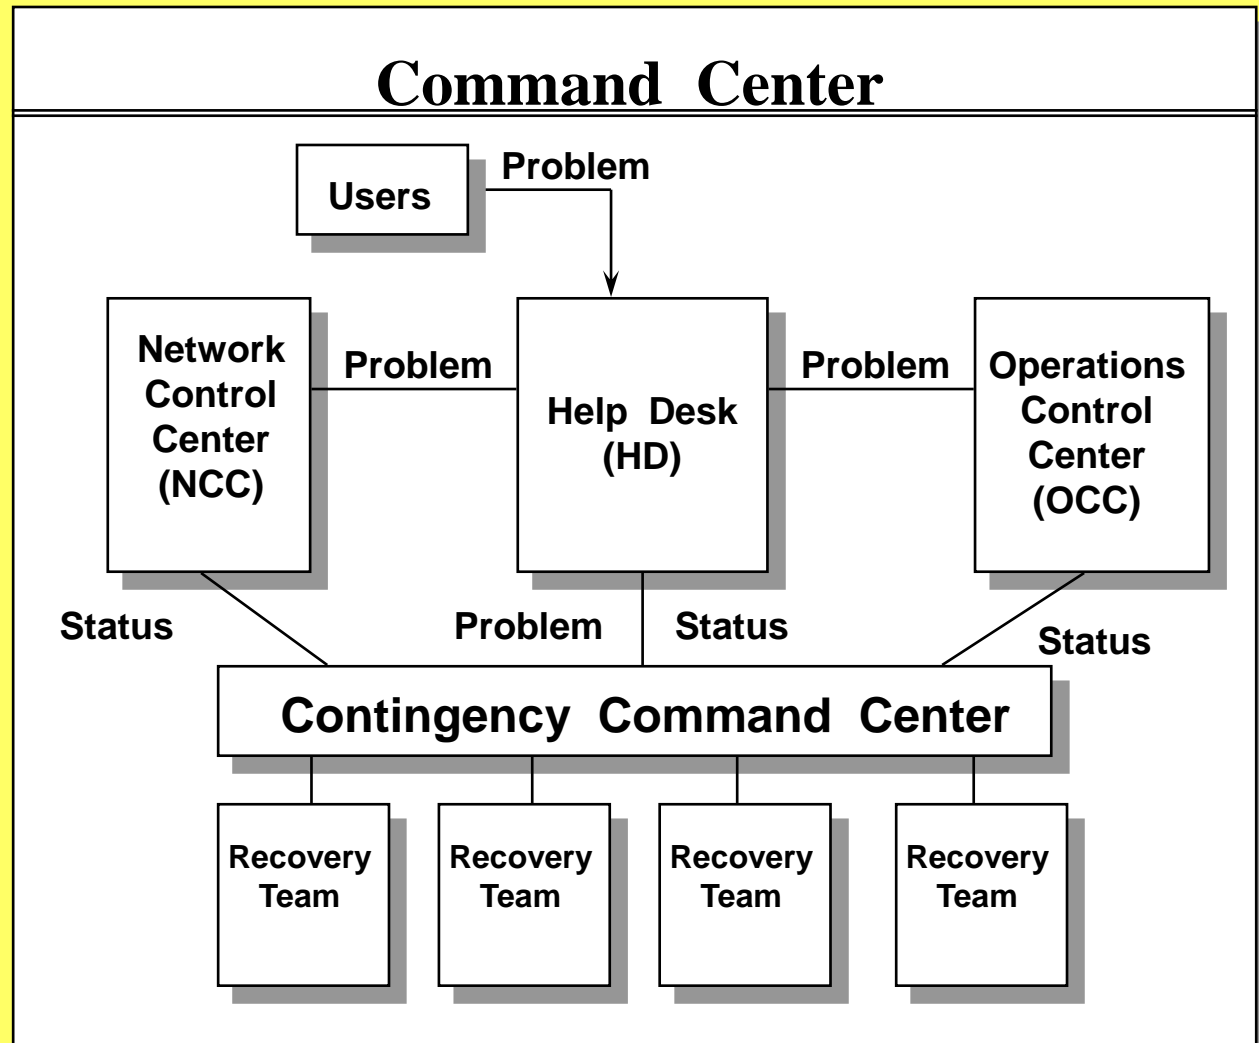 Command Center
Problem
Users
Network
Control
Center
(NCC)
Problem
Help Desk
(HD)
Problem
Operations
Control
Center
(OCC)
Status
Problem
Status
Status
Contingency Command Center
Recovery
Team
Recovery
Team
Recovery
Team
Recovery
Team